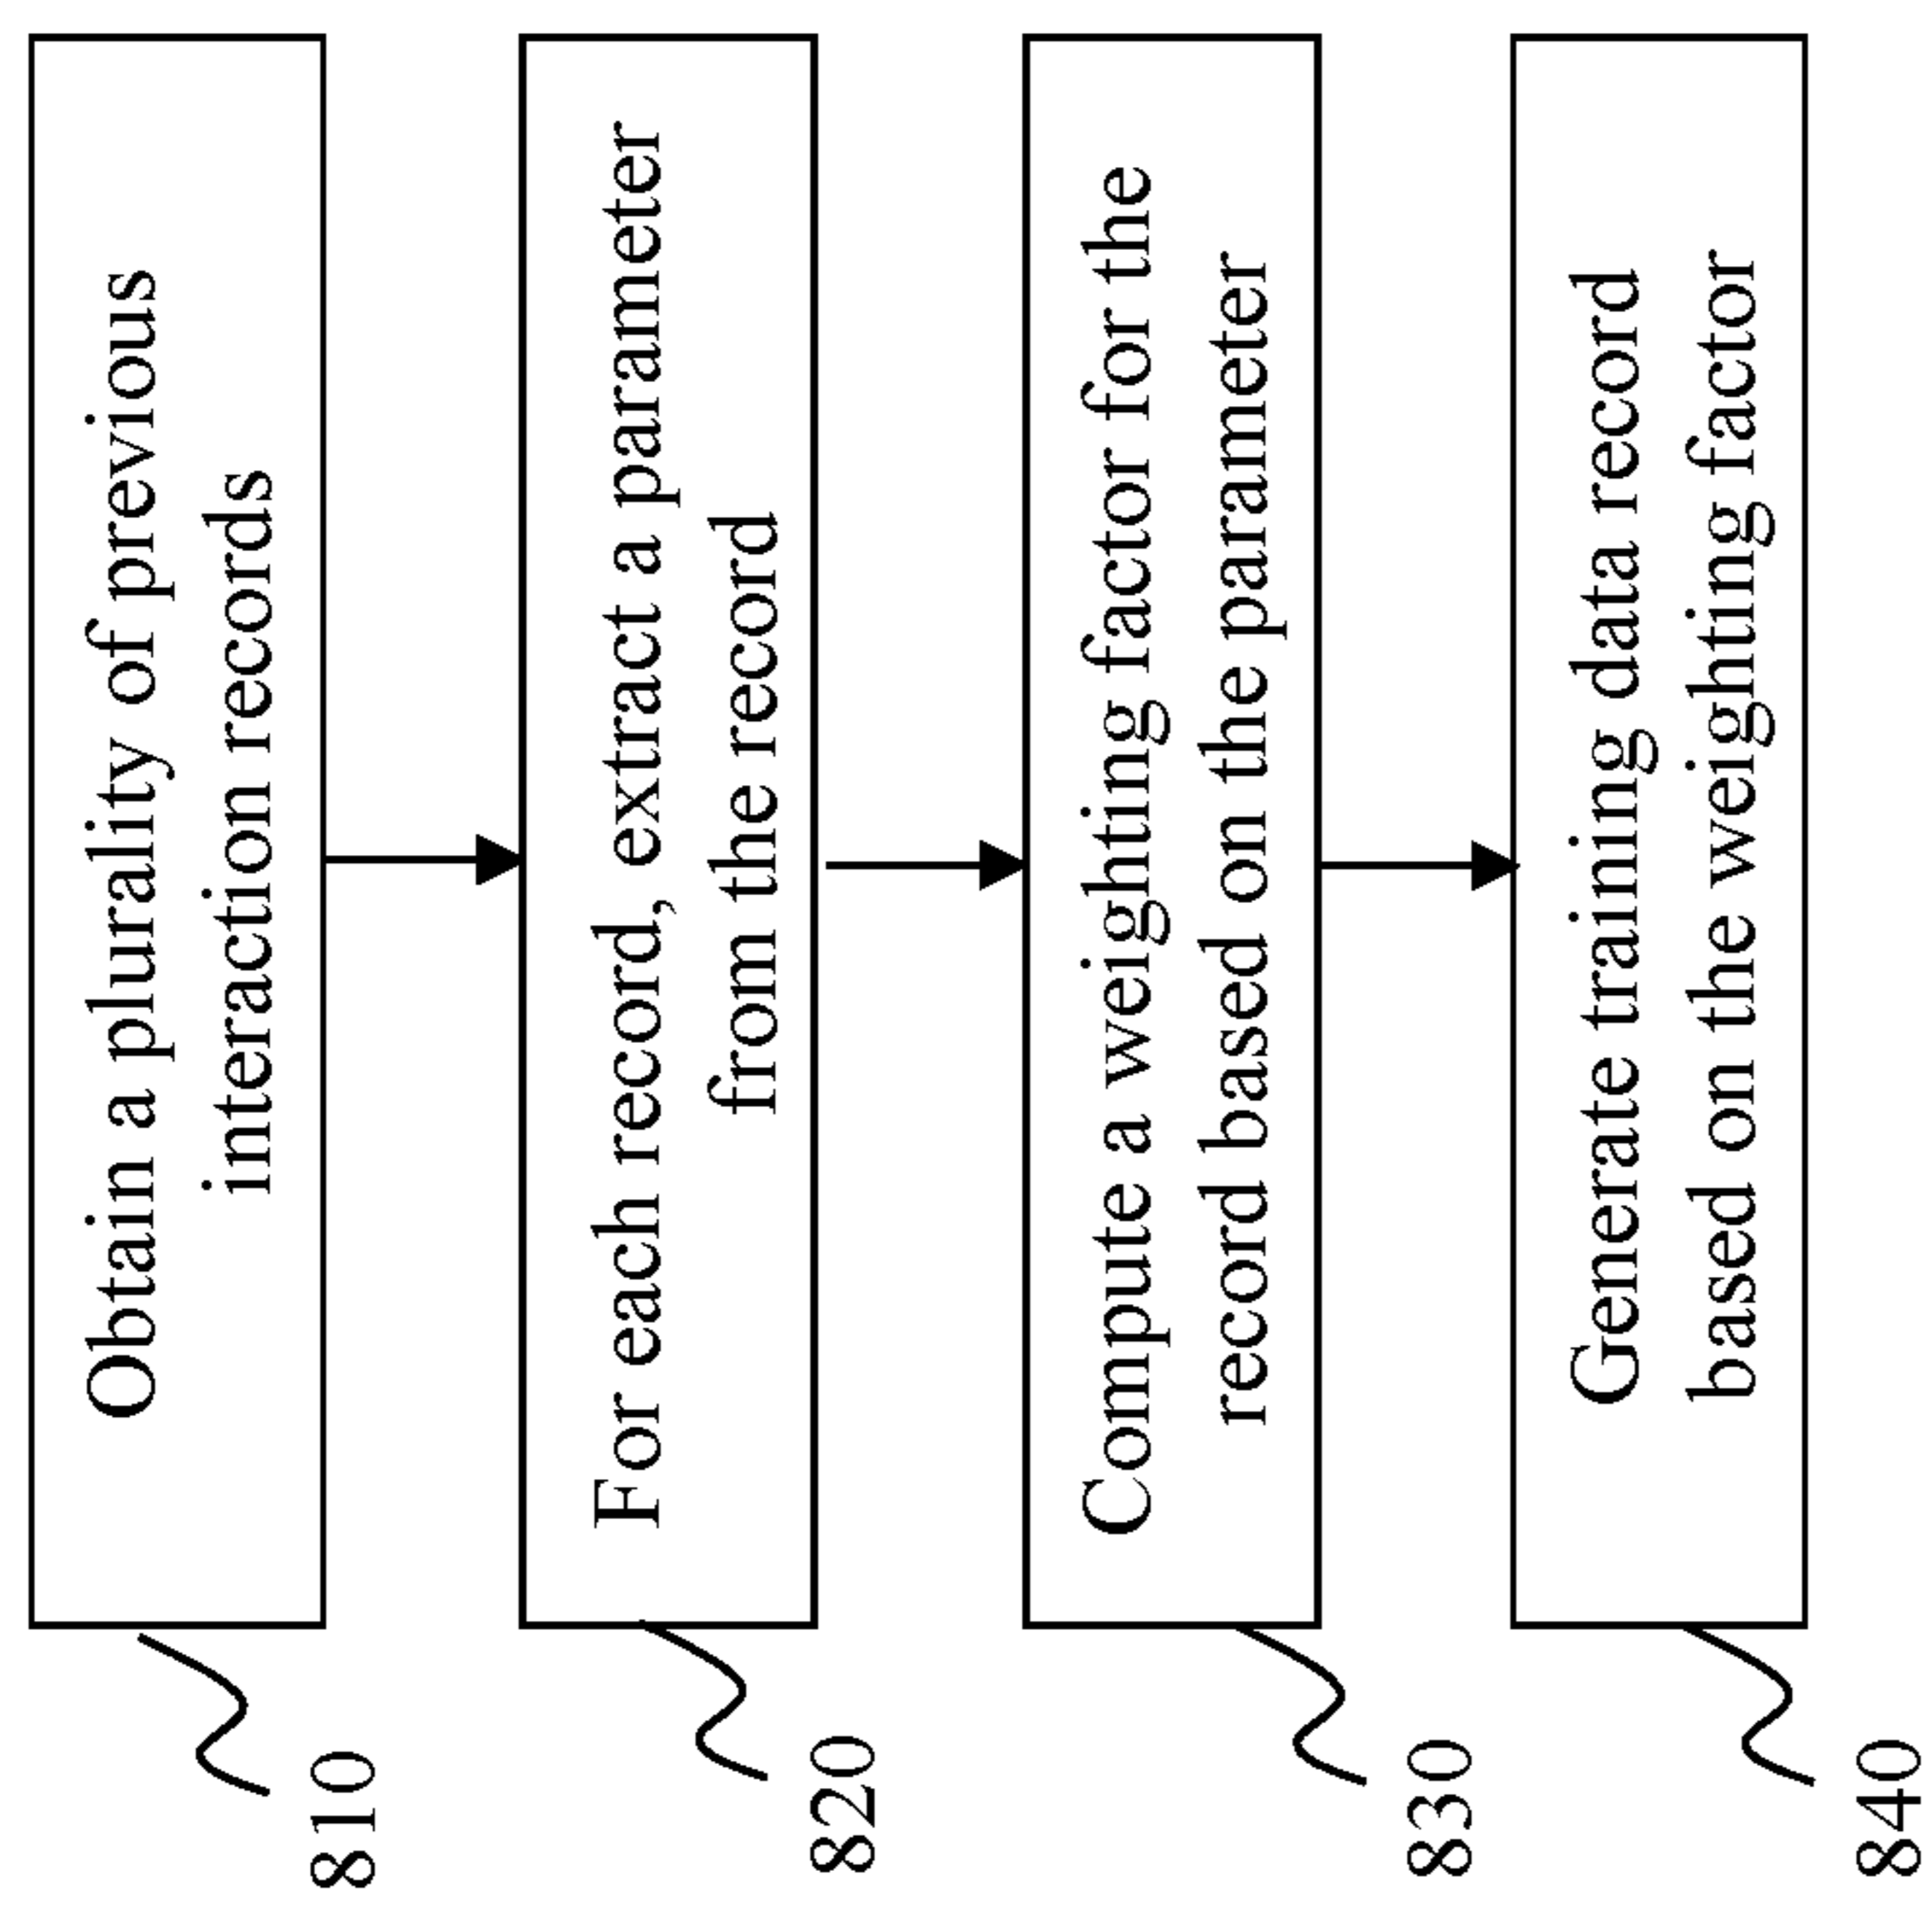 810
Obtain a plurality of previous
interaction records
820
For each record, extract a parameter
from the record
830
Compute a weighting factor for the
record based on the parameter
840
Generate training data record
based on the weighting factor